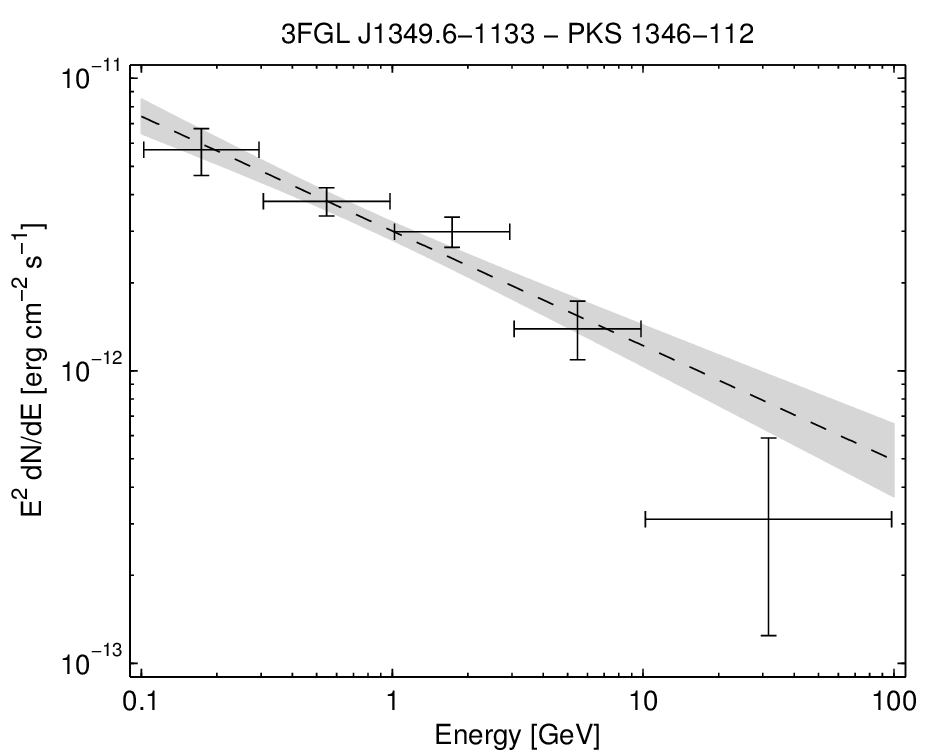 3FGL J1349.6−1133 − PKS 1346−112
10⁻¹¹
10⁻¹²
10⁻¹³
E² dN/dE [erg cm⁻² s⁻¹]
0.1 1 10 100
Energy [GeV]